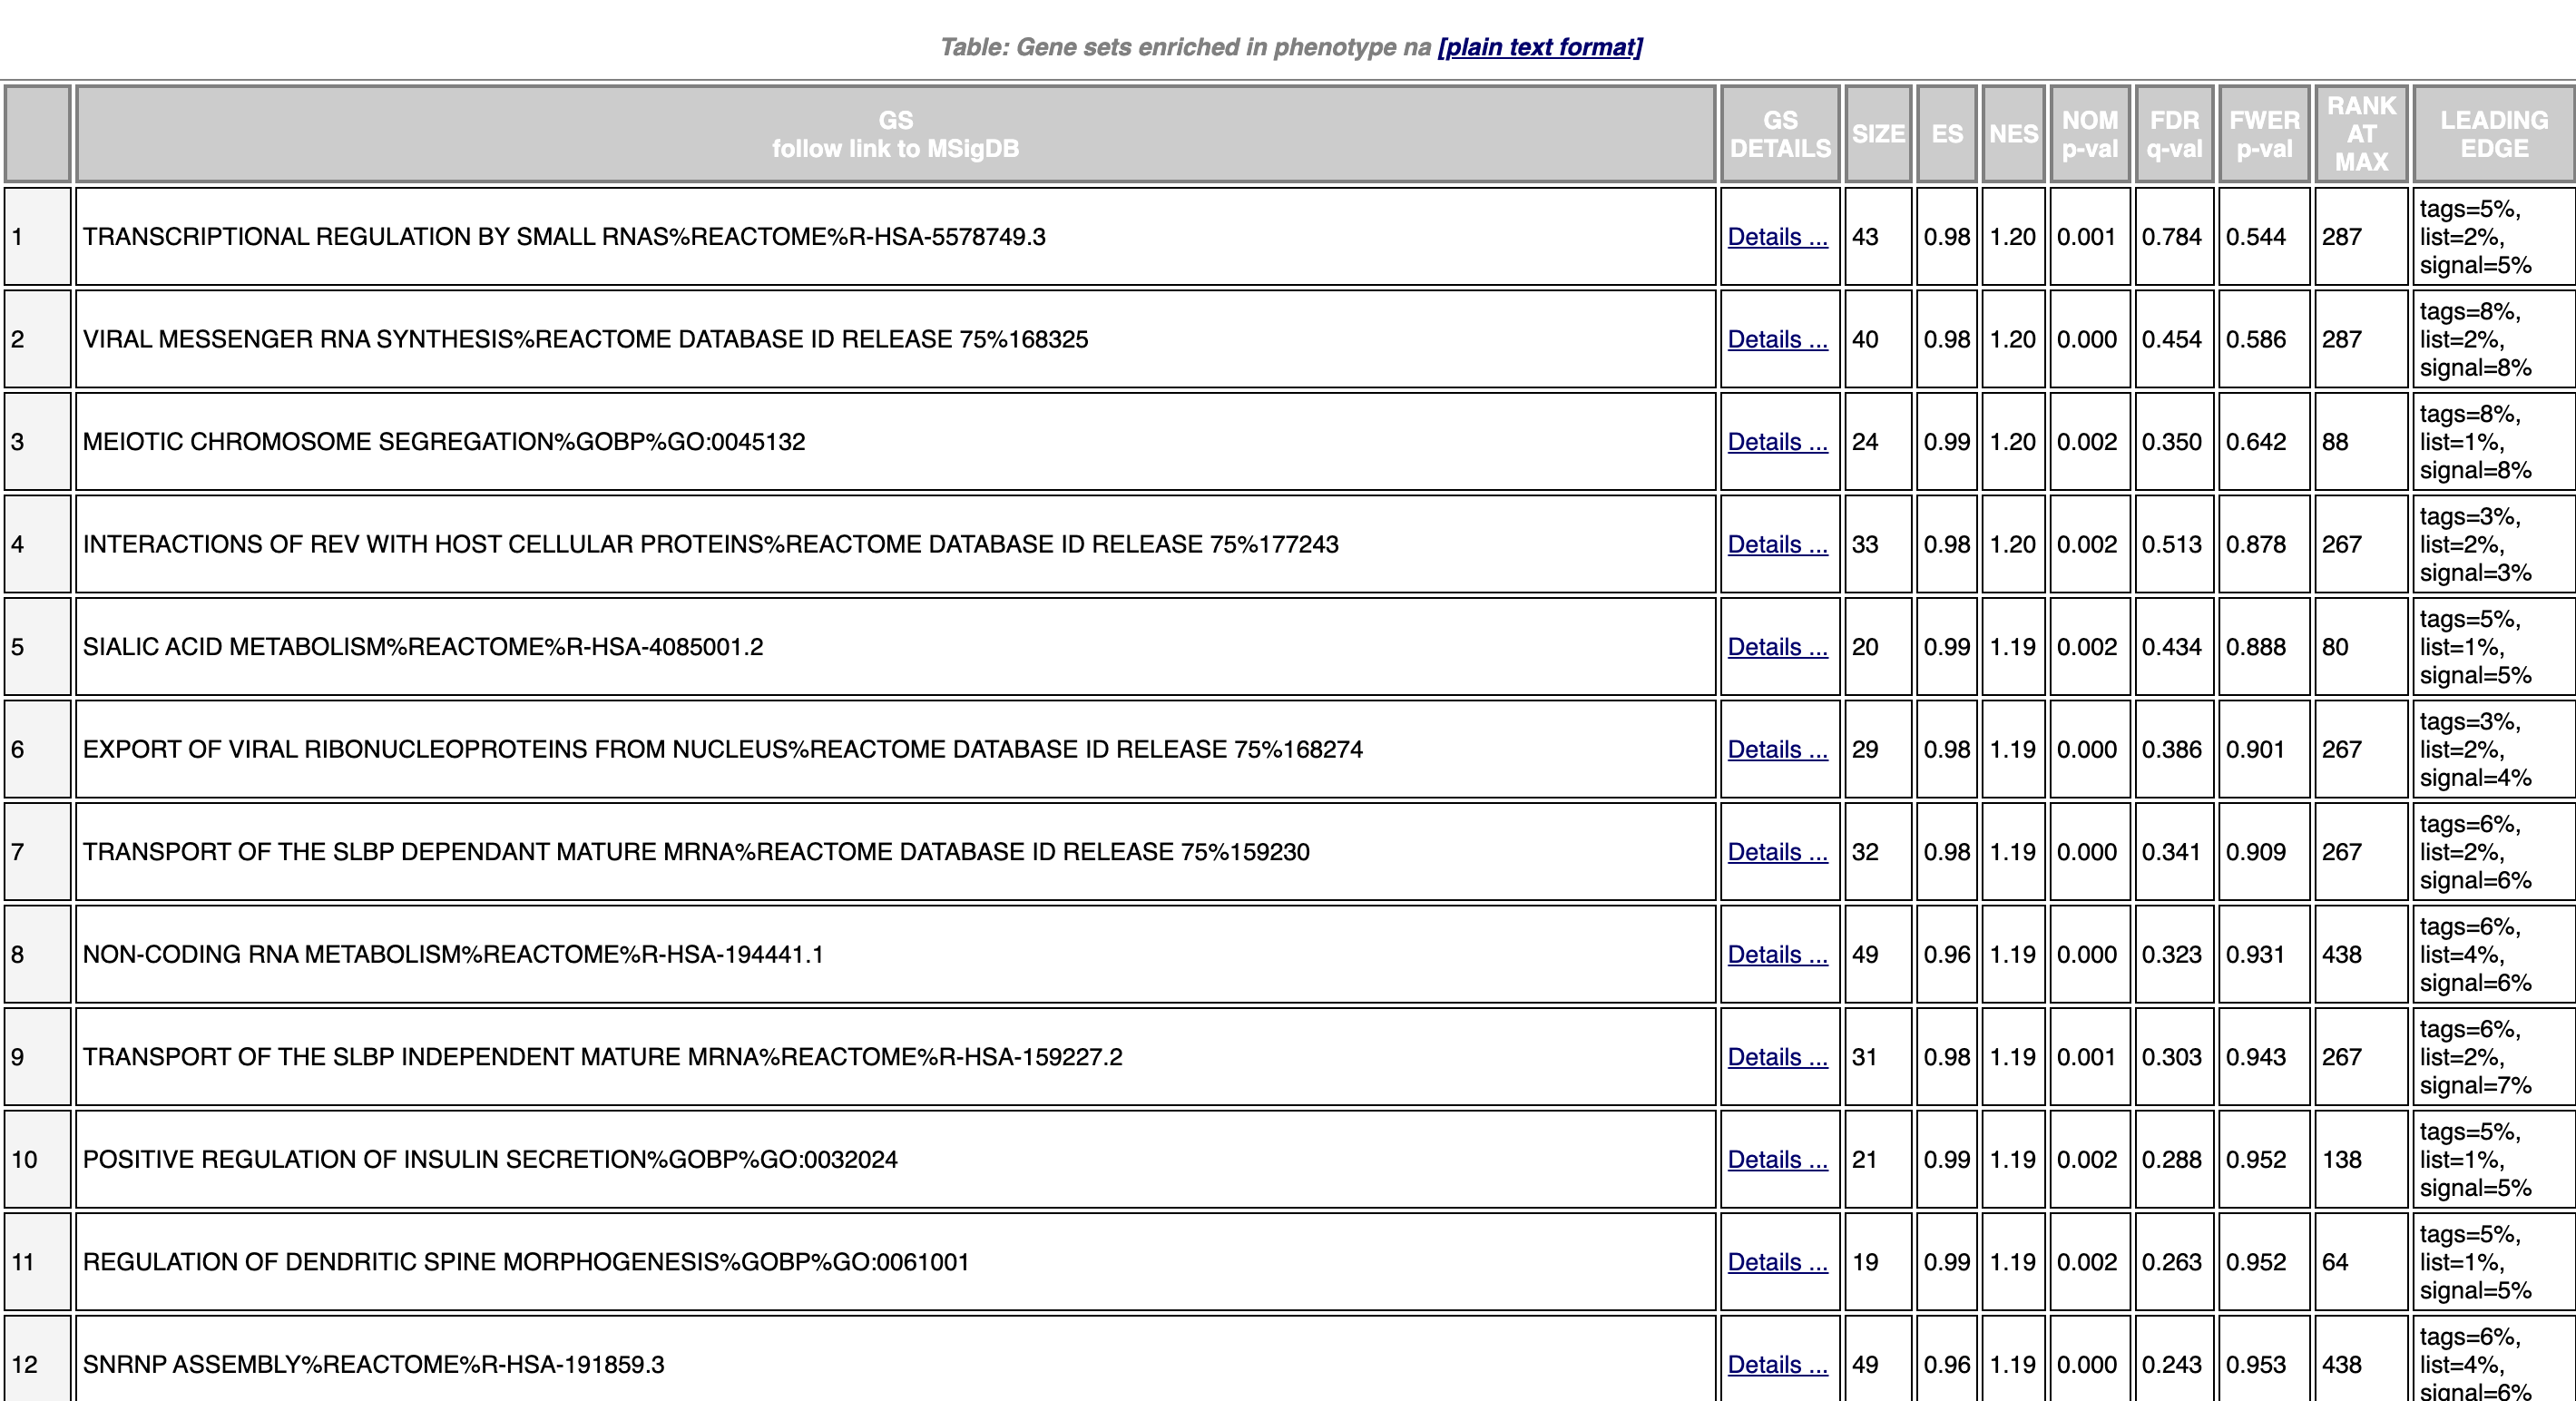 Table: Gene sets enriched in phenotype na [plain text format]
GS
follow link to MSigDB
GS
DETAILS
SIZE
ES
NES
NOM
p-val
FDR
q-val
FWER
p-val
RANK
AT
MAX
LEADING
EDGE
1 TRANSCRIPTIONAL REGULATION BY SMALL RNAS%REACTOME%R-HSA-5578749.3 Details ... 43 0.98 1.20 0.001 0.784 0.544 287 tags=5%,
list=2%,
signal=5%
2 VIRAL MESSENGER RNA SYNTHESIS%REACTOME DATABASE ID RELEASE 75%168325 Details ... 40 0.98 1.20 0.000 0.454 0.586 287 tags=8%,
list=2%,
signal=8%
3 MEIOTIC CHROMOSOME SEGREGATION%GOBP%GO:0045132 Details ... 24 0.99 1.20 0.002 0.350 0.642 88 tags=8%,
list=1%,
signal=8%
4 INTERACTIONS OF REV WITH HOST CELLULAR PROTEINS%REACTOME DATABASE ID RELEASE 75%177243 Details ... 33 0.98 1.20 0.002 0.513 0.878 267 tags=3%,
list=2%,
signal=3%
5 SIALIC ACID METABOLISM%REACTOME%R-HSA-4085001.2 Details ... 20 0.99 1.19 0.002 0.434 0.888 80 tags=5%,
list=1%,
signal=5%
6 EXPORT OF VIRAL RIBONUCLEOPROTEINS FROM NUCLEUS%REACTOME DATABASE ID RELEASE 75%168274 Details ... 29 0.98 1.19 0.000 0.386 0.901 267 tags=3%,
list=2%,
signal=4%
7 TRANSPORT OF THE SLBP DEPENDANT MATURE MRNA%REACTOME DATABASE ID RELEASE 75%159230 Details ... 32 0.98 1.19 0.000 0.341 0.909 267 tags=6%,
list=2%,
signal=6%
8 NON-CODING RNA METABOLISM%REACTOME%R-HSA-194441.1 Details ... 49 0.96 1.19 0.000 0.323 0.931 438 tags=6%,
list=4%,
signal=6%
9 TRANSPORT OF THE SLBP INDEPENDENT MATURE MRNA%REACTOME%R-HSA-159227.2 Details ... 31 0.98 1.19 0.001 0.303 0.943 267 tags=6%,
list=2%,
signal=7%
10 POSITIVE REGULATION OF INSULIN SECRETION%GOBP%GO:0032024 Details ... 21 0.99 1.19 0.002 0.288 0.952 138 tags=5%,
list=1%,
signal=5%
11 REGULATION OF DENDRITIC SPINE MORPHOGENESIS%GOBP%GO:0061001 Details ... 19 0.99 1.19 0.002 0.263 0.952 64 tags=5%,
list=1%,
signal=5%
12 SNRNP ASSEMBLY%REACTOME%R-HSA-191859.3 Details ... 49 0.96 1.19 0.000 0.243 0.953 438 tags=6%,
list=4%,
signal=6%